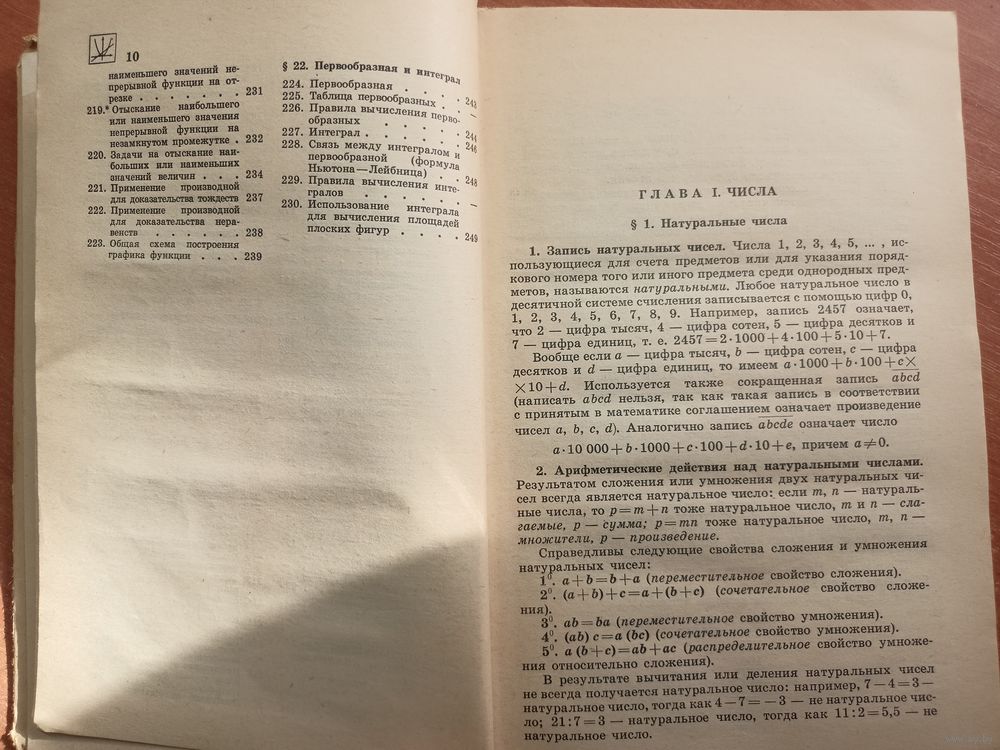 10
наименьшего значений не-
прерывной функции на от-
резке . . . . . . . 231
219.* Отыскание наибольшего
или наименьшего значения
непрерывной функции на
незамкнутом промежутке . 232
220. Задачи на отыскание наи-
больших или наименьших
значений величин . . . 234
221. Применение производной
для доказательства тождеств 237
222. Применение производной
для доказательства нера-
венств . . . . . . 238
223. Общая схема построения
графика функции . . . 239
§ 22. Первообразная и интеграл
224. Первообразная . . . . 243
225. Таблица первообразных . . —
226. Правила вычисления перво-
образных . . . . . 244
227. Интеграл . . . . . . 246
228. Связь между интегралом и
первообразной (формула
Ньютона—Лейбница) . . 248
229. Правила вычисления инте-
гралов . . . . . . —
230. Использование интеграла
для вычисления площадей
плоских фигур . . . . 249
ГЛАВА I. ЧИСЛА
§ 1. Натуральные числа
1. Запись натуральных чисел. Числа 1, 2, 3, 4, 5, ... , ис-
пользующиеся для счета предметов или для указания поряд-
кового номера того или иного предмета среди однородных пред-
метов, называются натуральными. Любое натуральное число в
десятичной системе счисления записывается с помощью цифр 0,
1, 2, 3, 4, 5, 6, 7, 8, 9. Например, запись 2457 означает,
что 2 — цифра тысяч, 4 — цифра сотен, 5 — цифра десятков и
7 — цифра единиц, т. е. 2457=2·1000+4·100+5·10+7.
Вообще если a — цифра тысяч, b — цифра сотен, c — цифра
десятков и d — цифра единиц, то имеем a·1000+b·100+c×
×10+d. Используется также сокращенная запись a̅b̅c̅d̅
(написать abcd нельзя, так как такая запись в соответствии
с принятым в математике соглашением означает произведение
чисел a, b, c, d). Аналогично запись a̅b̅c̅d̅e̅ означает число
a·10 000+b·1000+c·100+d·10+e, причем a≠0.
2. Арифметические действия над натуральными числами.
Результатом сложения или умножения двух натуральных чи-
сел всегда является натуральное число: если m, n — натураль-
ные числа, то p=m+n тоже натуральное число, m и n — сла-
гаемые, p — сумма; p=mn тоже натуральное число, m, n —
множители, p — произведение.
Справедливы следующие свойства сложения и умножения
натуральных чисел:
1⁰. a+b=b+a (переместительное свойство сложения).
2⁰. (a+b)+c=a+(b+c) (сочетательное свойство сложе-
ния).
3⁰. ab=ba (переместительное свойство умножения).
4⁰. (ab) c=a (bc) (сочетательное свойство умножения).
5⁰. a (b+c)=ab+ac (распределительное свойство умноже-
ния относительно сложения).
В результате вычитания или деления натуральных чисел
не всегда получается натуральное число: например, 7—4=3—
натуральное число, тогда как 4—7=—3 — не натуральное чис-
ло; 21:7=3 — натуральное число, тогда как 11:2=5,5 — не
натуральное число.